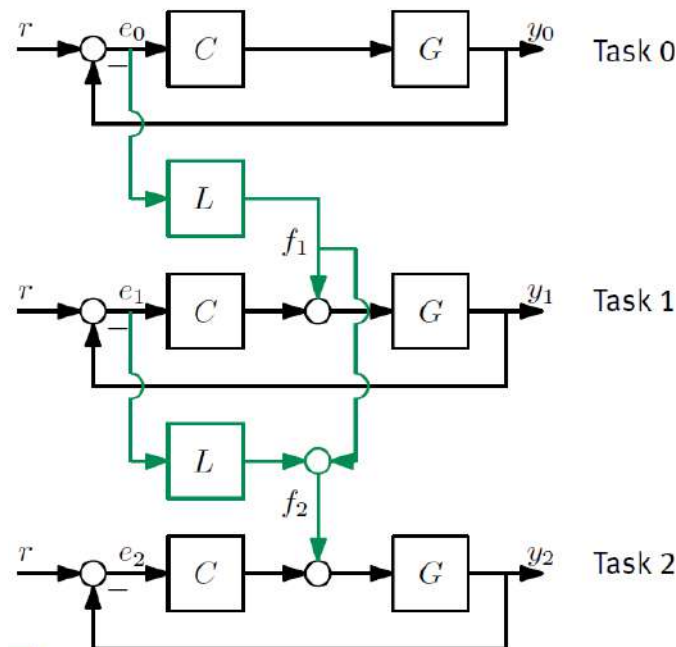 r e₀ C G y₀ Task 0
−
L
f₁
r e₁ C G y₁ Task 1
−
L
f₂
r e₂ C G y₂ Task 2
−